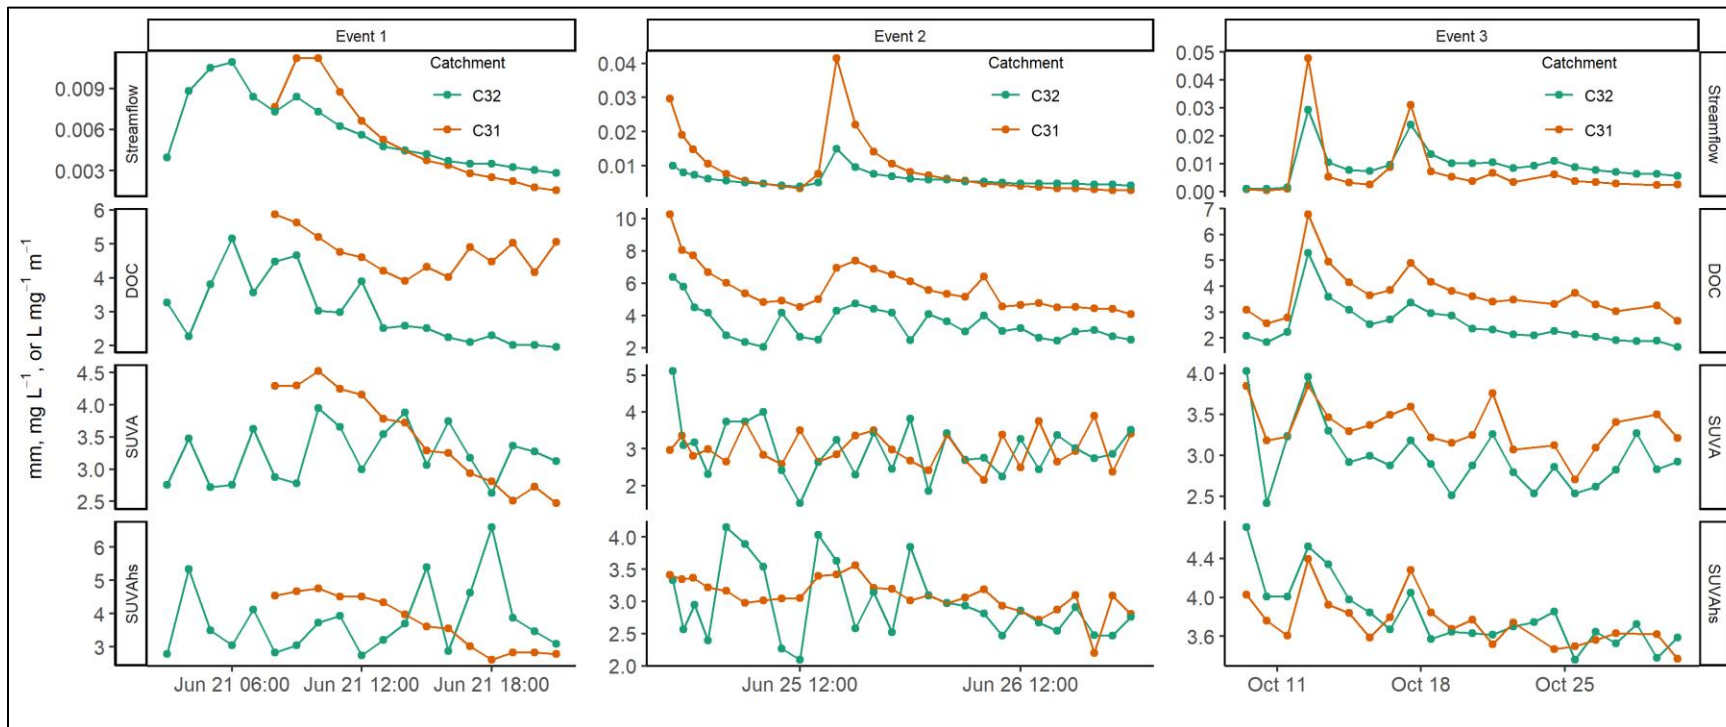 Event 1
Event 2
Event 3
mm, mg L⁻¹, or L mg⁻¹ m⁻¹
Streamflow
0.009
0.006
0.003
Catchment
C32
C31
0.04
0.03
0.02
0.01
Catchment
C32
C31
0.05
0.04
0.03
0.02
0.01
0.00
Catchment
C32
C31
Streamflow
DOC
6
5
4
3
2
10
8
6
4
2
7
6
5
4
3
2
DOC
SUVA
4.5
4.0
3.5
3.0
2.5
5
4
3
2
4.0
3.5
3.0
2.5
SUVA
SUVAhs
6
5
4
3
4.0
3.5
3.0
2.5
2.0
4.4
4.0
3.6
SUVAhs
Jun 21 06:00 Jun 21 12:00 Jun 21 18:00
Jun 25 12:00 Jun 26 12:00
Oct 11 Oct 18 Oct 25